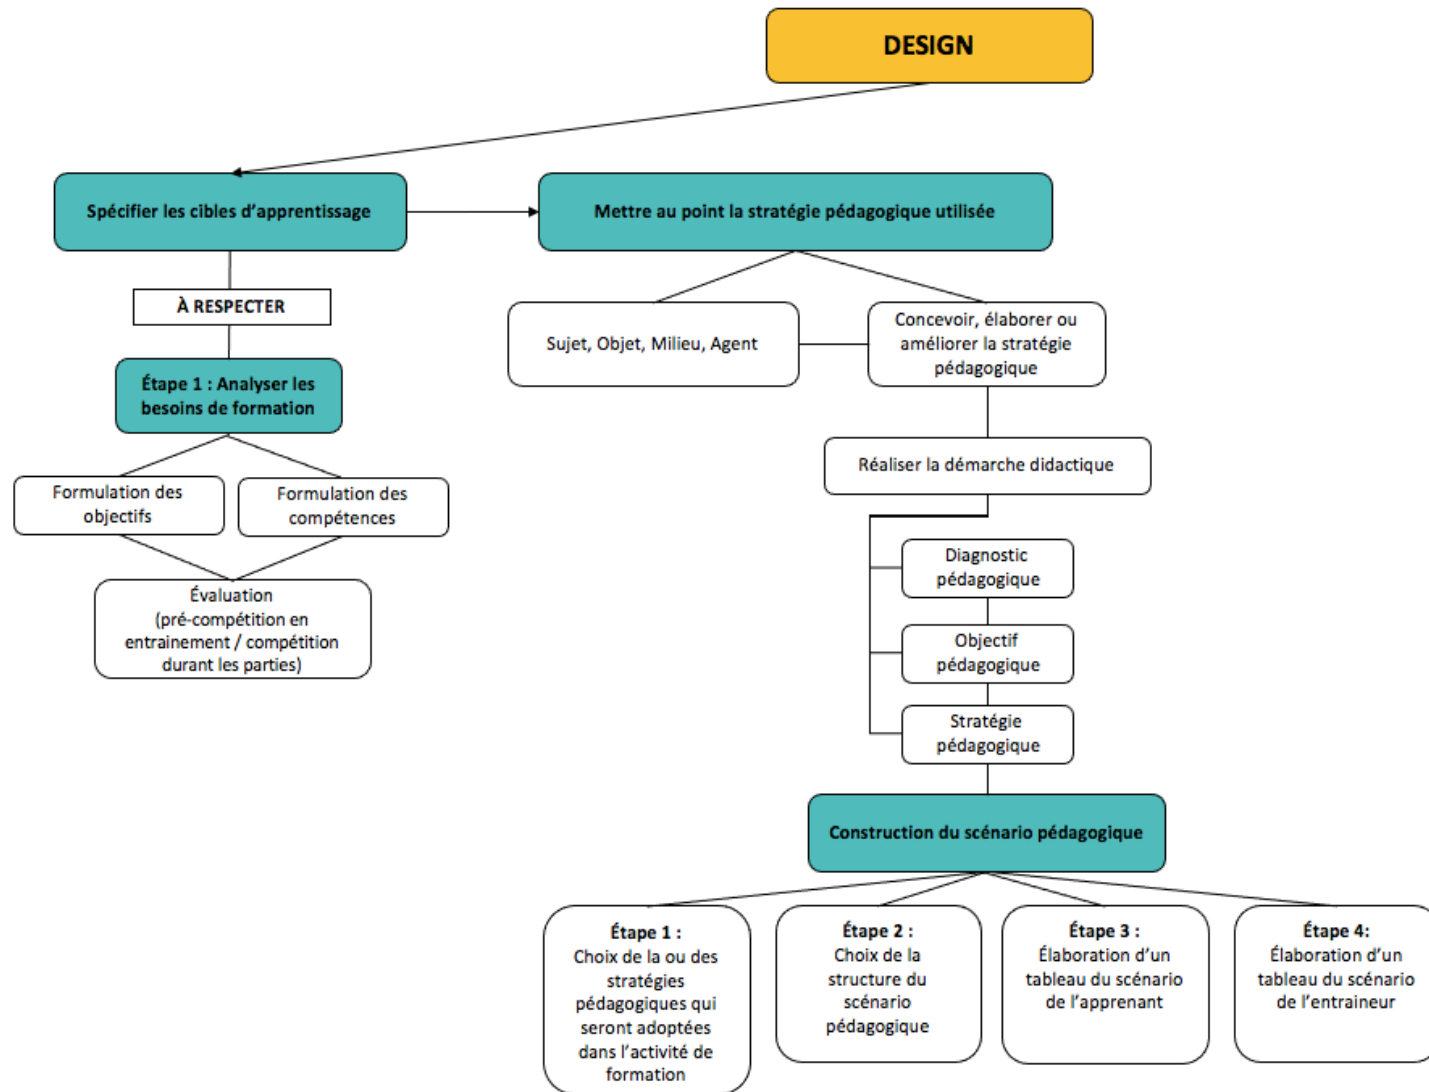 DESIGN
Spécifier les cibles d’apprentissage
Mettre au point la stratégie pédagogique utilisée
À RESPECTER
Sujet, Objet, Milieu, Agent
Concevoir, élaborer ou
améliorer la stratégie
pédagogique
Étape 1 : Analyser les
besoins de formation
Réaliser la démarche didactique
Formulation des
objectifs
Formulation des
compétences
Diagnostic
pédagogique
Évaluation
(pré-compétition en
entrainement / compétition
durant les parties)
Objectif
pédagogique
Stratégie
pédagogique
Construction du scénario pédagogique
Étape 1 :
Choix de la ou des
stratégies
pédagogiques qui
seront adoptées
dans l’activité de
formation
Étape 2 :
Choix de la
structure du
scénario
pédagogique
Étape 3 :
Élaboration d’un
tableau du scénario
de l’apprenant
Étape 4:
Élaboration d’un
tableau du scénario
de l’entraineur